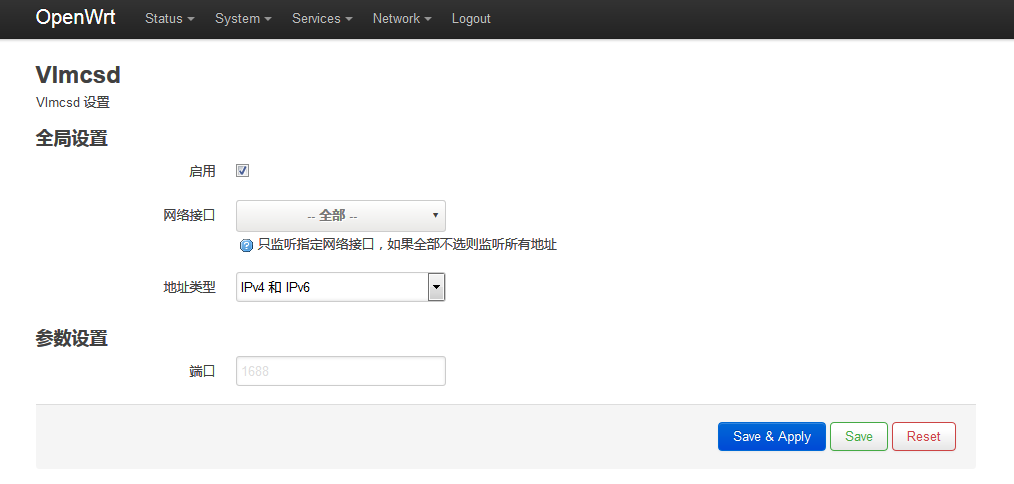 OpenWrt Status System Services Network Logout
Vlmcsd
Vlmcsd 设置
全局设置
启用
网络接口 -- 全部 --
只监听指定网络接口，如果全部不选则监听所有地址
地址类型 IPv4 和 IPv6
参数设置
端口 1688
Save & Apply Save Reset